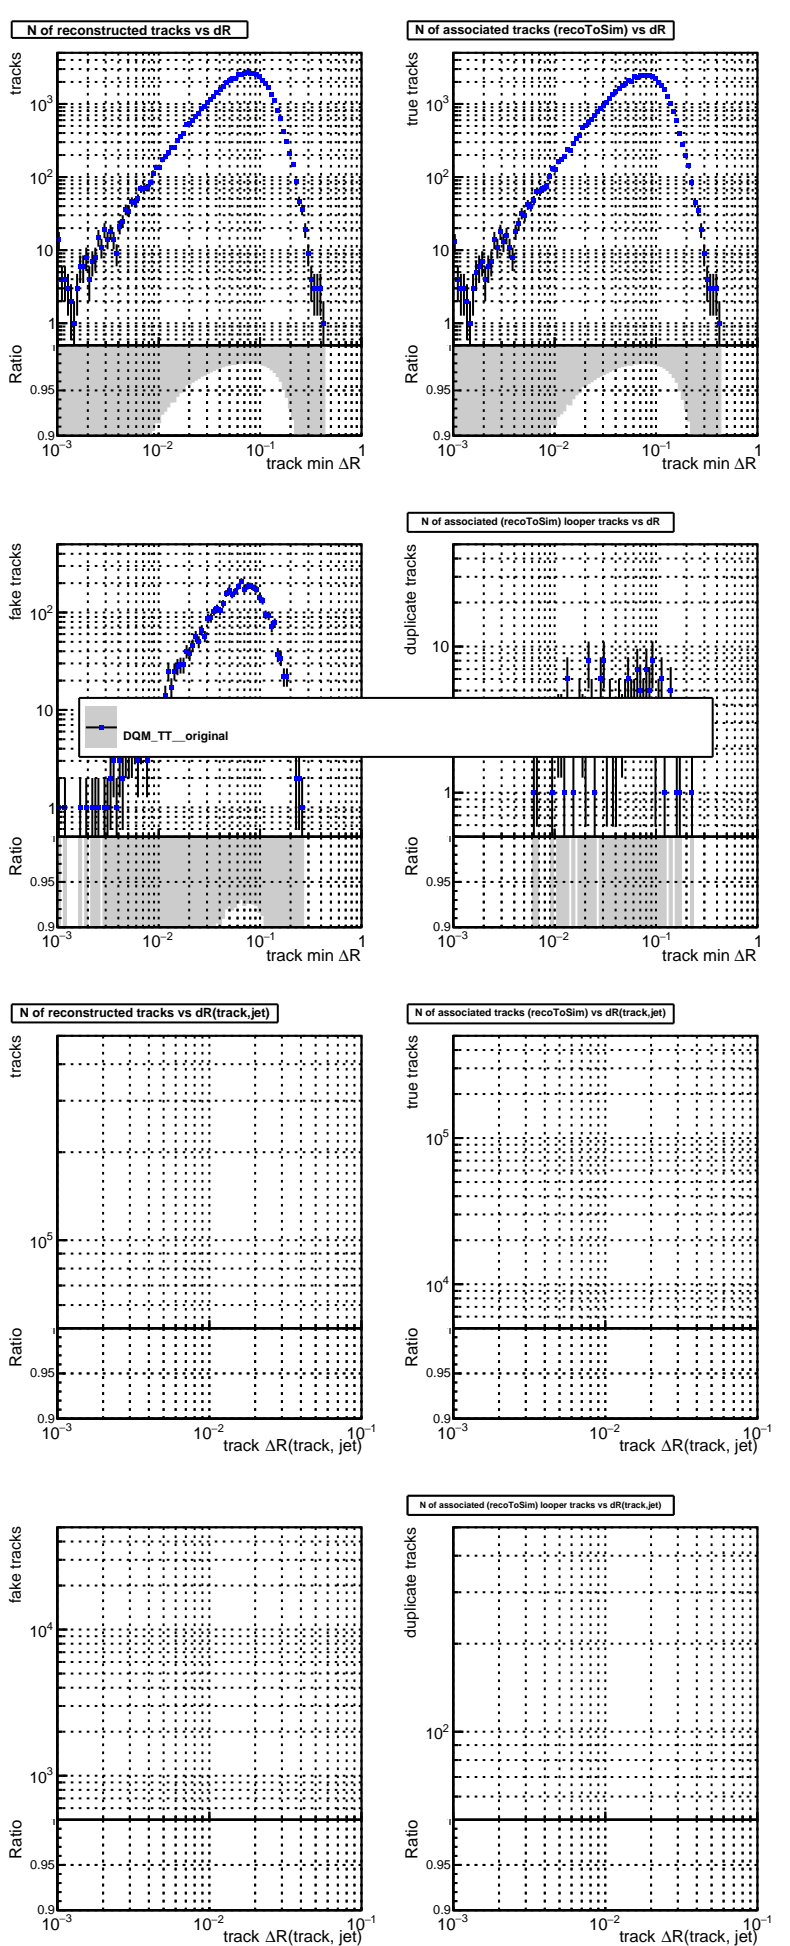 N of reconstructed tracks vs dR
N of associated tracks (recoToSim) vs dR
tracks
10³
10²
10
1
Ratio
1
0.95
0.9
10⁻³
10⁻²
10⁻¹
1
track min ΔR
true tracks
10³
10²
10
1
Ratio
1
0.95
0.9
10⁻³
10⁻²
10⁻¹
1
track min ΔR
N of associated (recoToSim) looper tracks vs dR
fake tracks
10²
10
1
Ratio
1
0.95
0.9
10⁻³
10⁻²
10⁻¹
1
track min ΔR
duplicate tracks
10
1
Ratio
1
0.95
0.9
10⁻³
10⁻²
10⁻¹
1
track min ΔR
DQM_TT__original
N of reconstructed tracks vs dR(track,jet)
N of associated tracks (recoToSim) vs dR(track,jet)
tracks
10⁵
Ratio
1
0.95
0.9
10⁻³
10⁻²
10⁻¹
track ΔR(track, jet)
true tracks
10⁵
10⁴
Ratio
1
0.95
0.9
10⁻³
10⁻²
10⁻¹
track ΔR(track, jet)
N of associated (recoToSim) looper tracks vs dR(track,jet)
fake tracks
10⁴
10³
Ratio
1
0.95
0.9
10⁻³
10⁻²
10⁻¹
track ΔR(track, jet)
duplicate tracks
10²
Ratio
1
0.95
0.9
10⁻³
10⁻²
10⁻¹
track ΔR(track, jet)